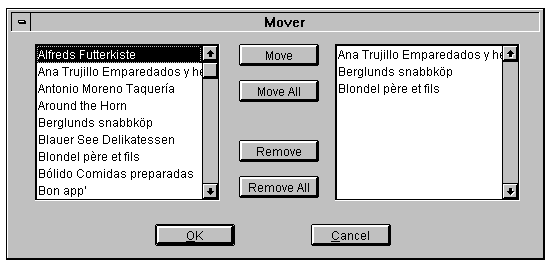 Mover
Alfreds Futterkiste
Ana Trujillo Emparedados y he
Antonio Moreno Taquería
Around the Horn
Berglunds snabbköp
Blauer See Delikatessen
Blondel père et fils
Bólido Comidas preparadas
Bon app'
Move
Move All
Remove
Remove All
Ana Trujillo Emparedados y he
Berglunds snabbköp
Blondel père et fils
OK
Cancel